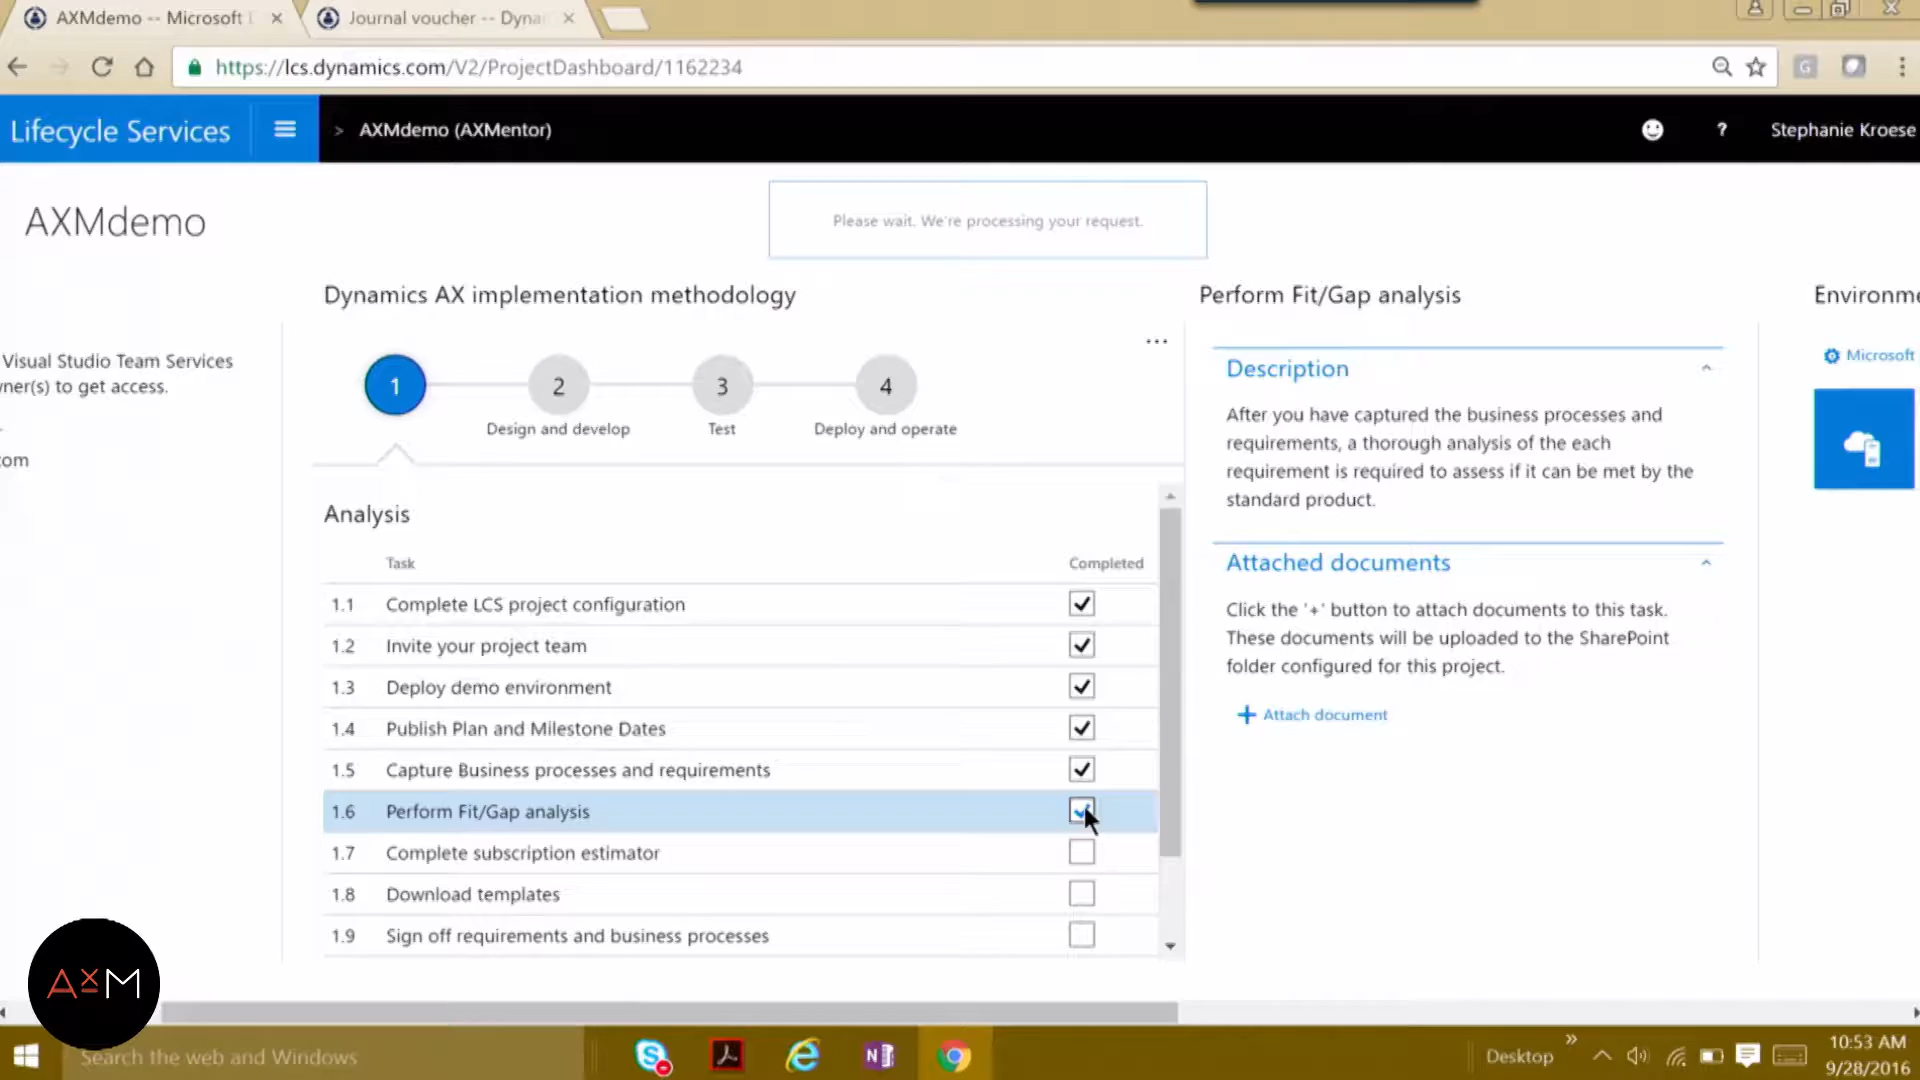 AXMdemo -- Microsoft
Journal voucher -- Dyna
https://lcs.dynamics.com/V2/ProjectDashboard/1162234
Lifecycle Services
> AXMdemo (AXMentor)
? Stephanie Kroese
AXMdemo
Please wait. We're processing your request.
Dynamics AX implementation methodology
Perform Fit/Gap analysis
Environme
Visual Studio Team Services
ner(s) to get access.
om
...
1
2
3
4
Design and develop
Test
Deploy and operate
Description
After you have captured the business processes and
requirements, a thorough analysis of the each
requirement is required to assess if it can be met by the
standard product.
Microsoft
Analysis
Task Completed
1.1 Complete LCS project configuration
1.2 Invite your project team
1.3 Deploy demo environment
1.4 Publish Plan and Milestone Dates
1.5 Capture Business processes and requirements
1.6 Perform Fit/Gap analysis
1.7 Complete subscription estimator
1.8 Download templates
1.9 Sign off requirements and business processes
Attached documents
Click the '+' button to attach documents to this task.
These documents will be uploaded to the SharePoint
folder configured for this project.
+ Attach document
AXM
Search the web and Windows
Desktop
10:53 AM
9/28/2016